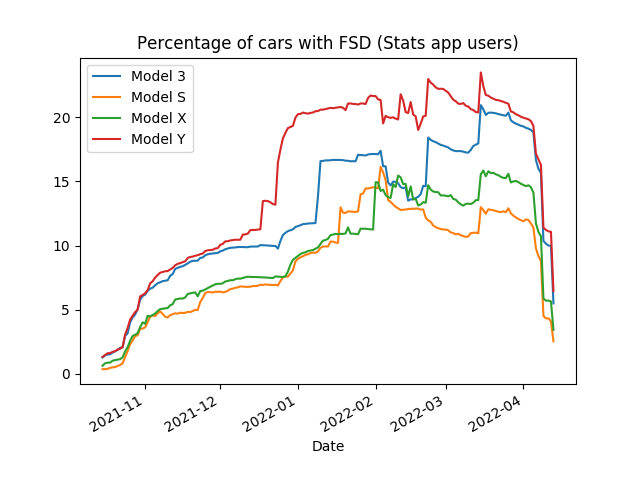 Percentage of cars with FSD (Stats app users)
Model 3
Model S
Model X
Model Y
20
15
10
5
0
2021-11
2021-12
2022-01
2022-02
2022-03
2022-04
Date